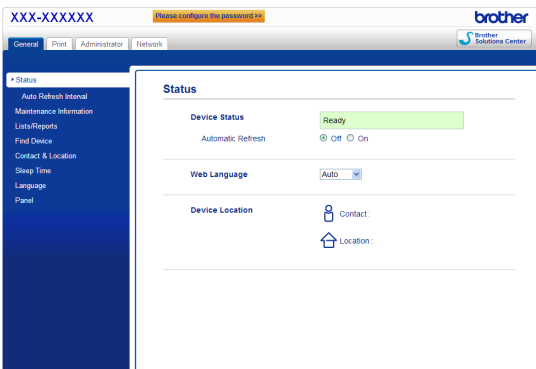 XXX-XXXXXX
Please configure the password >>
brother
General Print Administrator Network
Brother Solutions Center
Status
Auto Refresh Interval
Maintenance Information
Lists/Reports
Find Device
Contact & Location
Sleep Time
Language
Panel
Status
Device Status Ready
Automatic Refresh Off On
Web Language Auto
Device Location Contact :
Location :